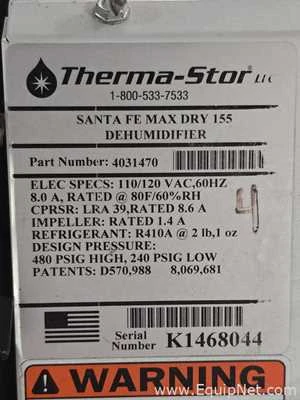 Therma-Stor LLC
1-800-533-7533
SANTA FE MAX DRY 155
DEHUMIDIFIER
Part Number: 4031470
ELEC SPECS: 110/120 VAC,60HZ
8.0 A, RATED @ 80F/60%RH
CPRSR: LRA 39,RATED 8.6 A
IMPELLER: RATED 1.4 A
REFRIGERANT: R410A @ 2 lb,1 oz
DESIGN PRESSURE:
480 PSIG HIGH, 240 PSIG LOW
PATENTS: D570,988 8,069,681
4
Serial
Number K1468044
WARNING
www.EquipNet.com